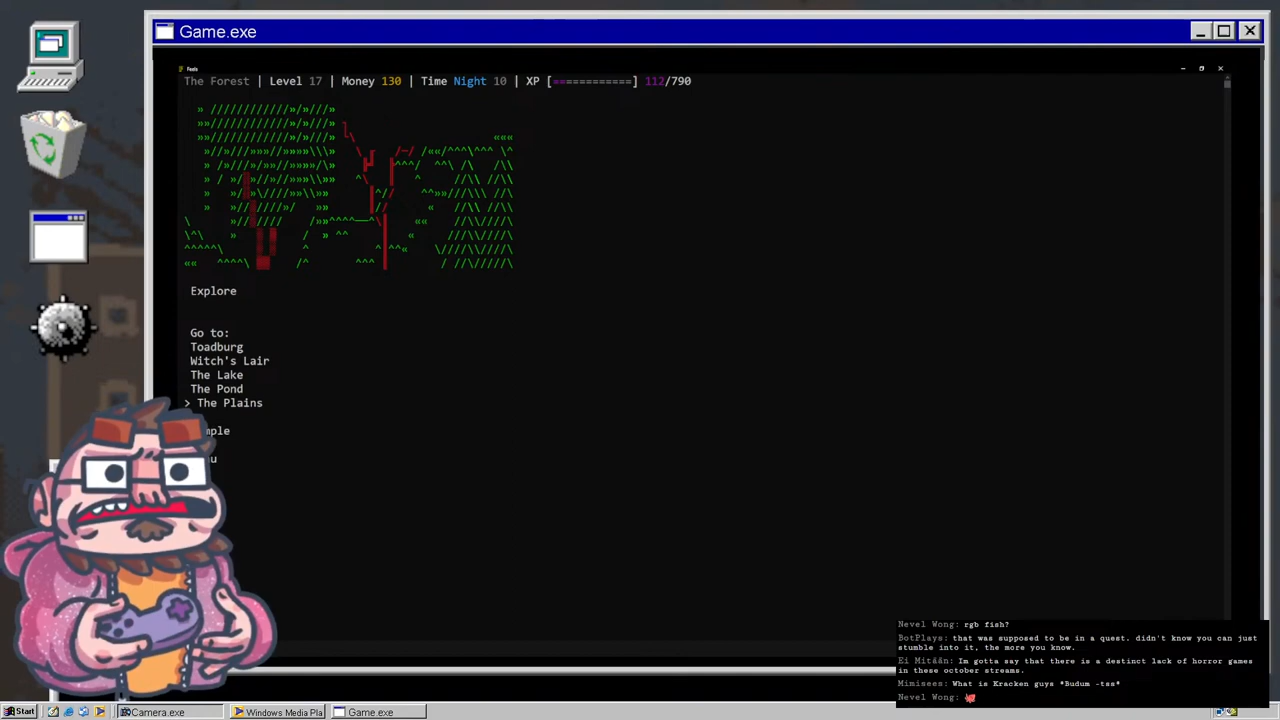 Game.exe
Feele
The Forest | Level 17 | Money 130 | Time Night 10 | XP [============] 112/790
Explore
Go to:
Toadburg
Witch's Lair
The Lake
The Pond
> The Plains
mple
u
Nevel Wong: rgb fish?
BotPlays: that was supposed to be in a quest. didn't know you can just
stumble into it, the more you know.
Ei Mitään: Im gotta say that there is a destinct lack of horror games
in these october streams.
Mimisees: What is Kracken guys *Budum -tss*
Nevel Wong:
Start
Camera.exe
Windows Media Pla
Game.exe